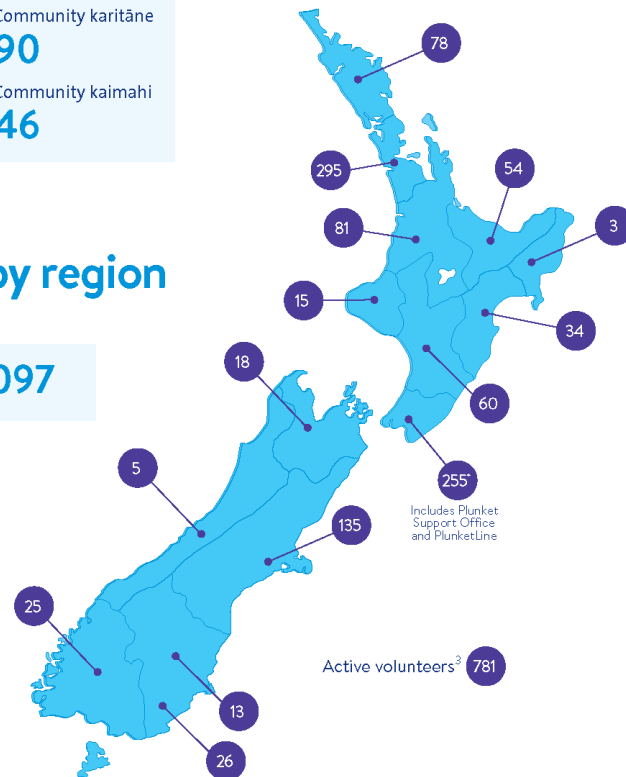 Community karitāne
90
Community kaimahi
46
by region
097
78
295
54
81
3
15
34
18
60
5
255*
Includes Plunket
Support Office
and PlunketLine
135
25
Active volunteers3 781
13
26